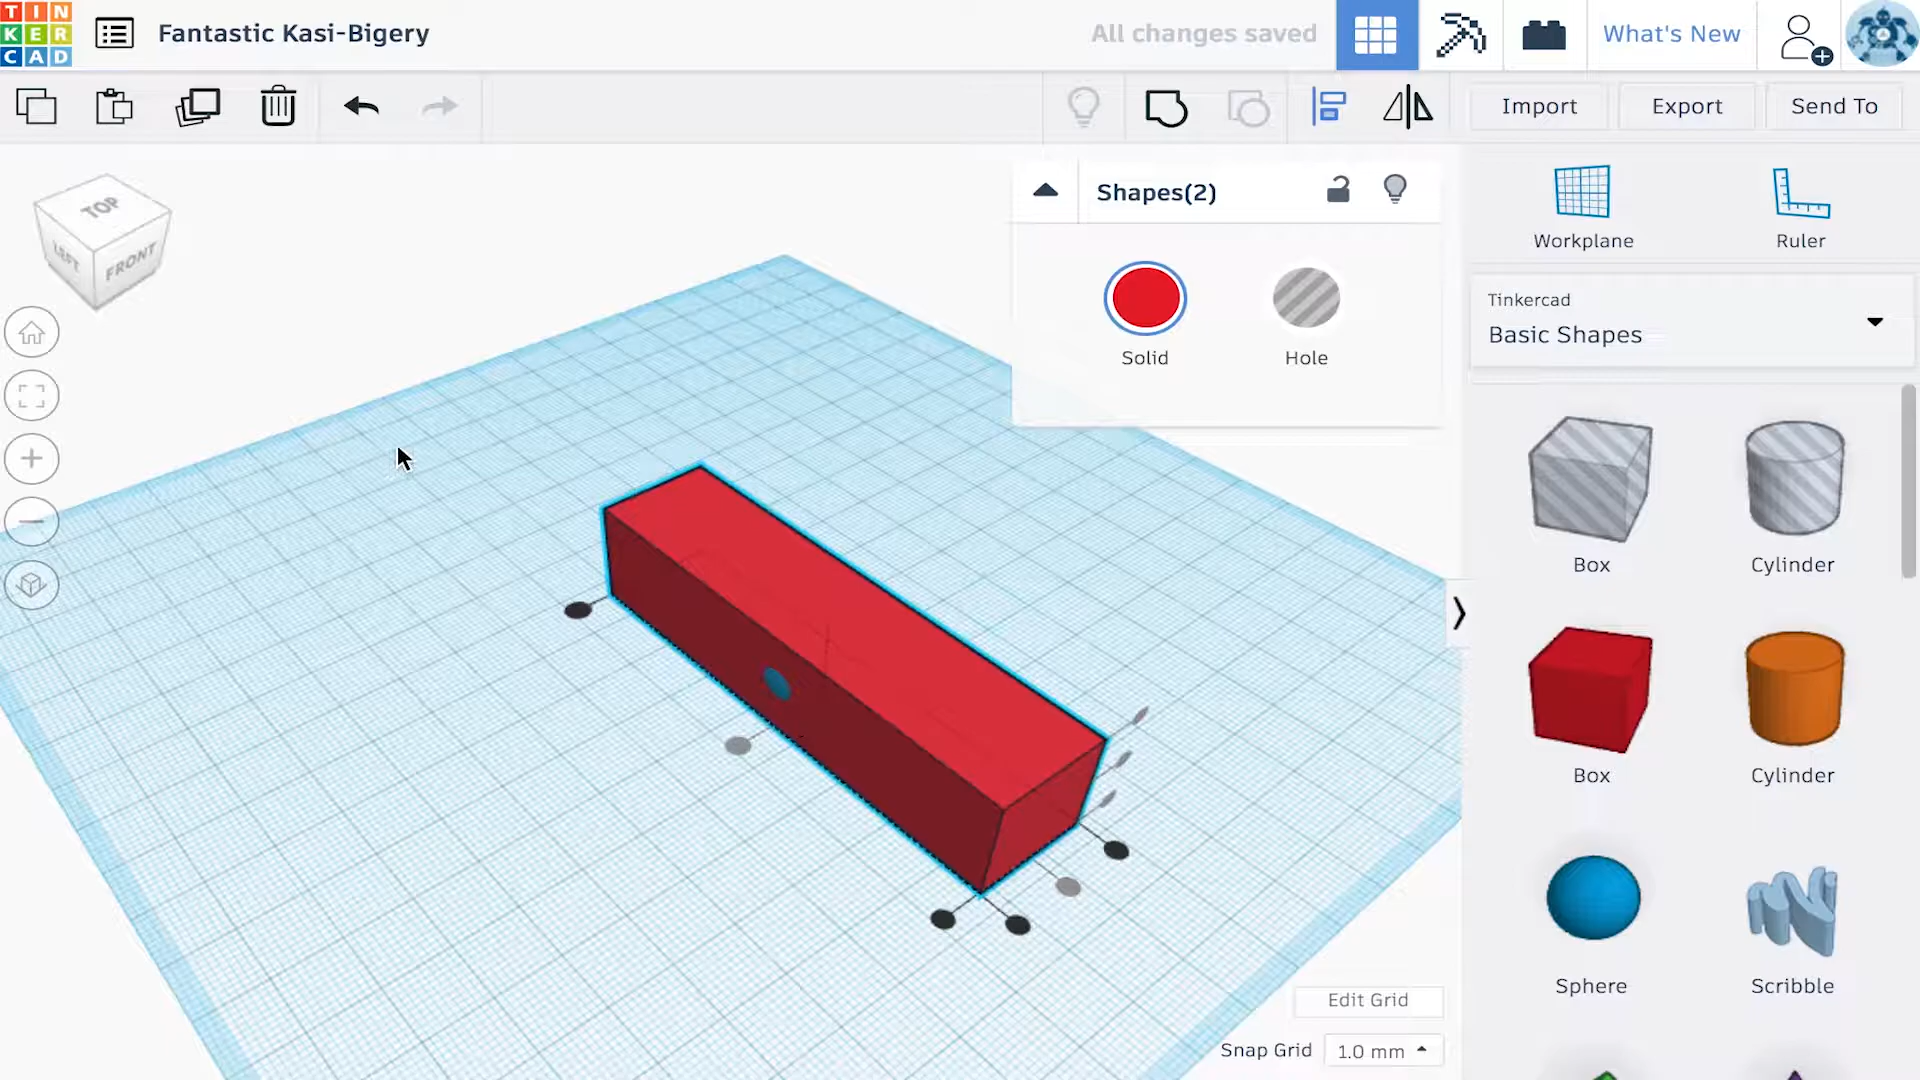 TIN
KER
CAD
Fantastic Kasi-Bigery
All changes saved
What's New
Import
Export
Send To
TOP
LEFT
FRONT
Shapes(2)
Solid
Hole
Workplane
Ruler
Tinkercad
Basic Shapes
Box
Cylinder
Box
Cylinder
Sphere
Scribble
Edit Grid
Snap Grid
1.0 mm